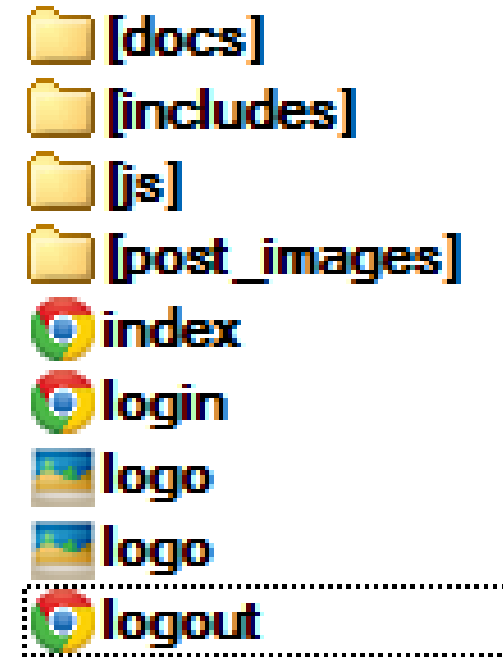 [docs]
[includes]
[js]
[post_images]
index
login
logo
logo
logout